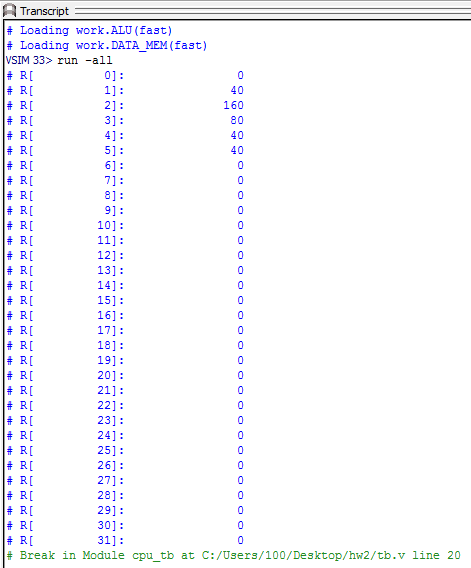 Transcript
# Loading work.ALU(fast)
# Loading work.DATA_MEM(fast)
VSIM 33> run -all
# R[          0]:          0
# R[          1]:         40
# R[          2]:        160
# R[          3]:         80
# R[          4]:         40
# R[          5]:         40
# R[          6]:          0
# R[          7]:          0
# R[          8]:          0
# R[          9]:          0
# R[         10]:          0
# R[         11]:          0
# R[         12]:          0
# R[         13]:          0
# R[         14]:          0
# R[         15]:          0
# R[         16]:          0
# R[         17]:          0
# R[         18]:          0
# R[         19]:          0
# R[         20]:          0
# R[         21]:          0
# R[         22]:          0
# R[         23]:          0
# R[         24]:          0
# R[         25]:          0
# R[         26]:          0
# R[         27]:          0
# R[         28]:          0
# R[         29]:          0
# R[         30]:          0
# R[         31]:          0
# Break in Module cpu_tb at C:/Users/100/Desktop/hw2/tb.v line 20